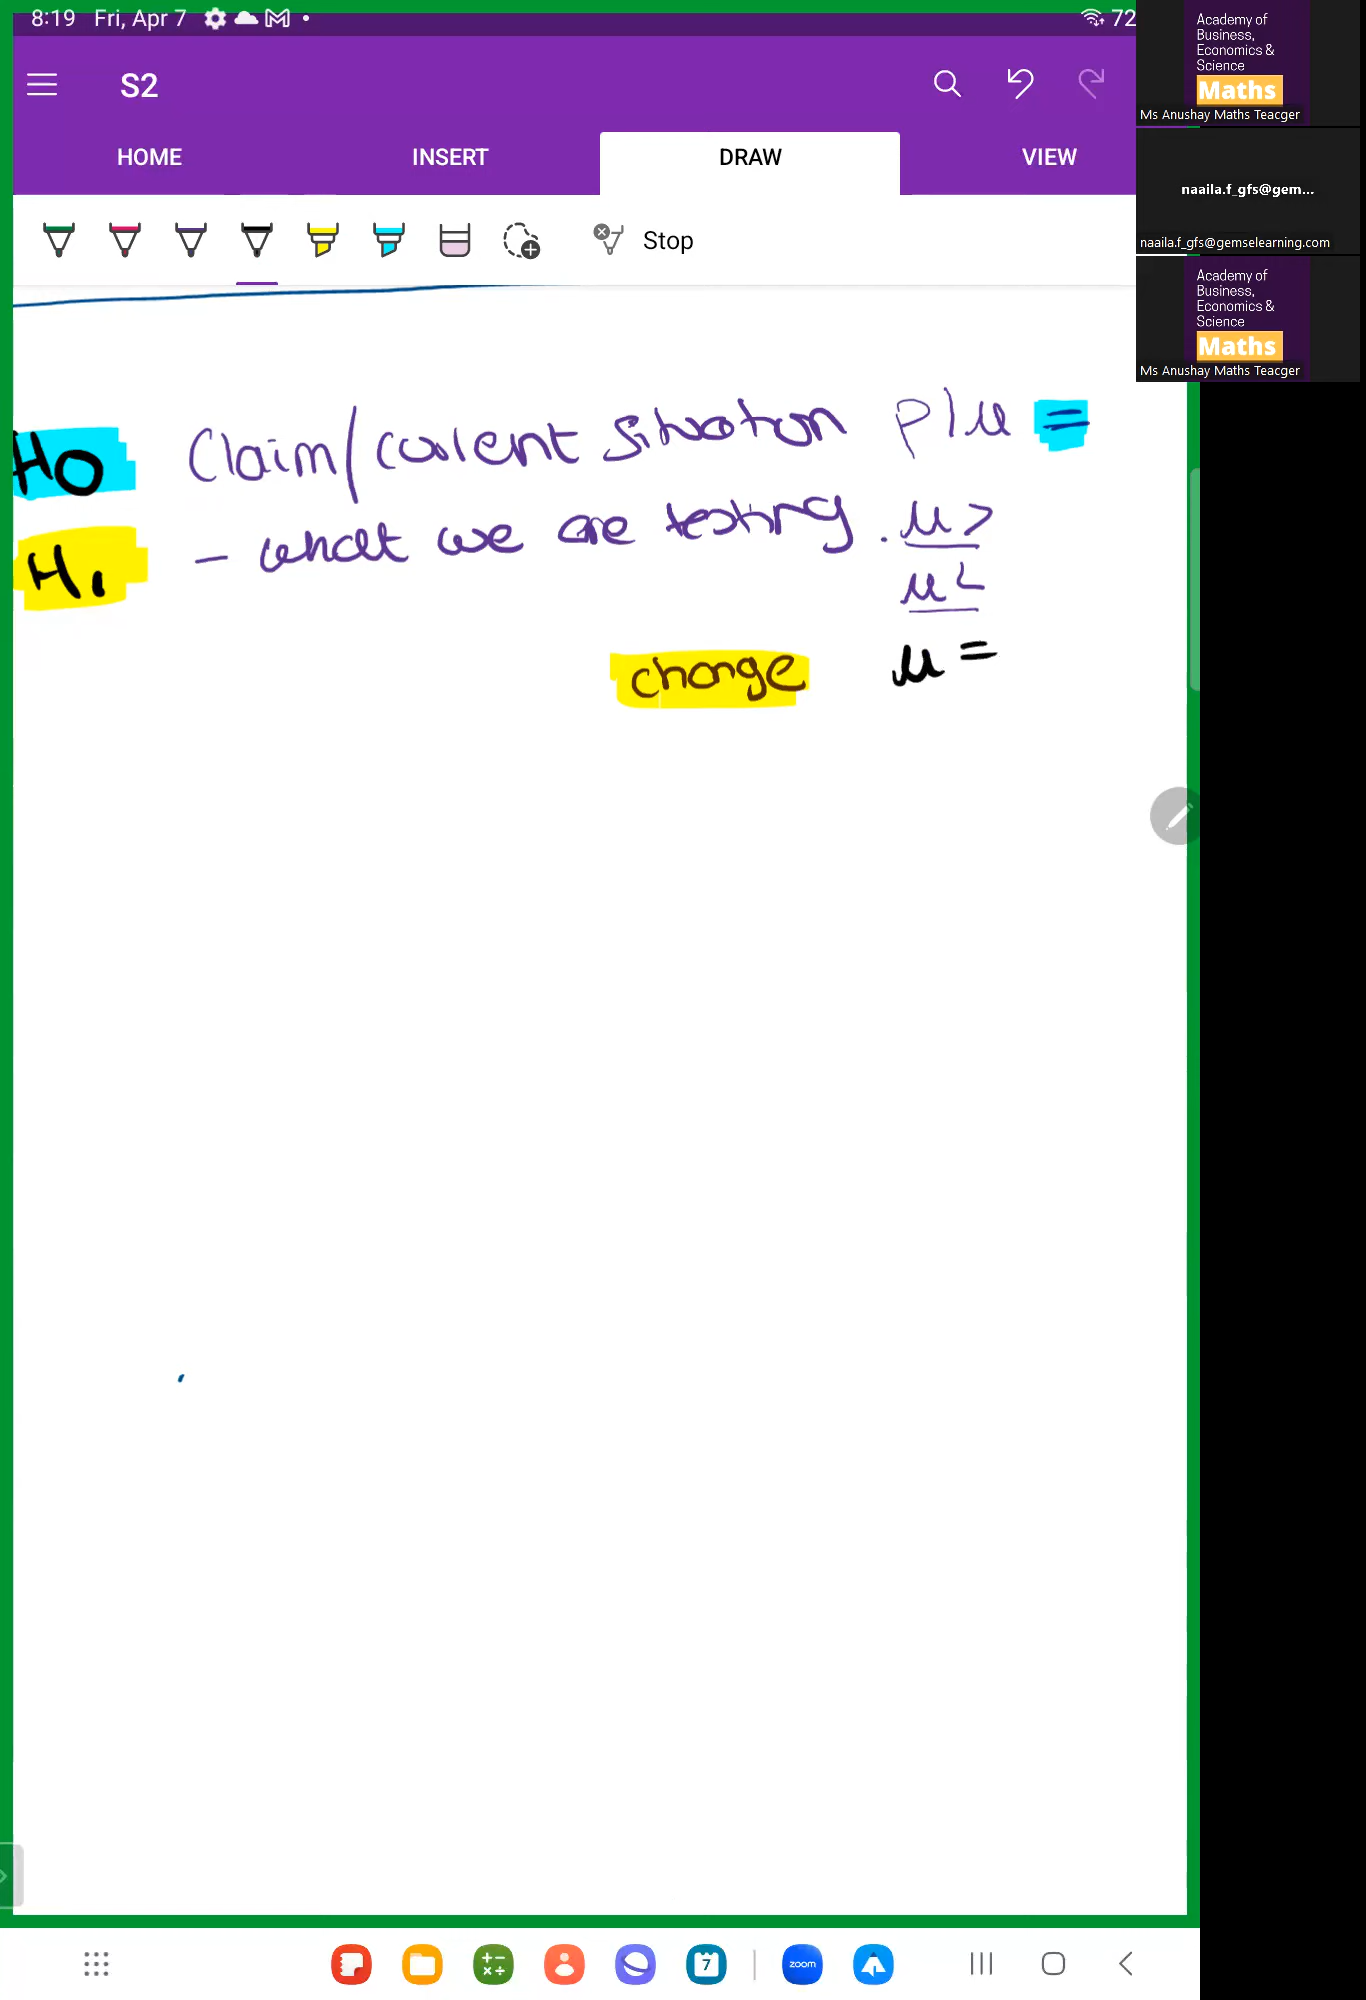 8:19 Fri, Apr 7
72
S2
HOME INSERT DRAW VIEW
Stop
Academy of
Business,
Economics &
Science
Maths
Ms Anushay Maths Teacger
naaila.f_gfs@gem...
naaila.f_gfs@gemselearning.com
Academy of
Business,
Economics &
Science
Maths
Ms Anushay Maths Teacger
H0 Claim/current situation P/μ =
H1 - what we are testing. μ >
μ <
change μ =
7
zoom